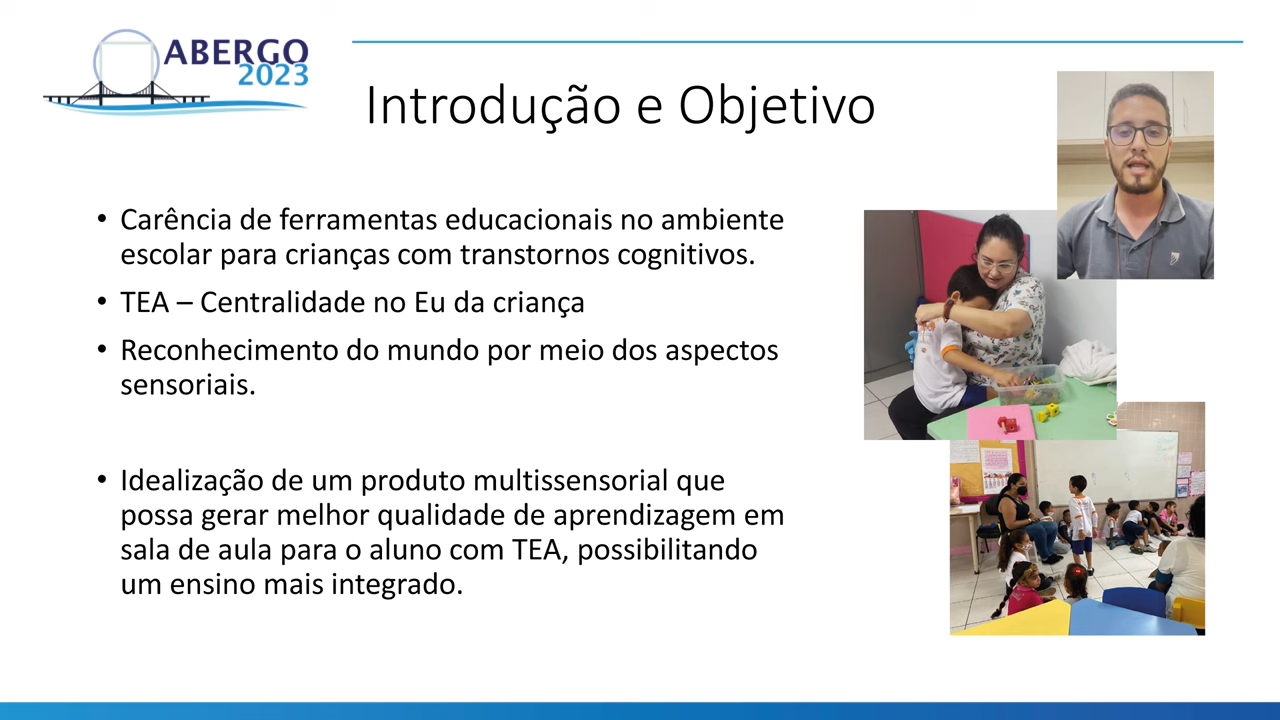 ABERGO
2023
Introdução e Objetivo
• Carência de ferramentas educacionais no ambiente
escolar para crianças com transtornos cognitivos.
• TEA – Centralidade no Eu da criança
• Reconhecimento do mundo por meio dos aspectos
sensoriais.
• Idealização de um produto multissensorial que
possa gerar melhor qualidade de aprendizagem em
sala de aula para o aluno com TEA, possibilitando
um ensino mais integrado.